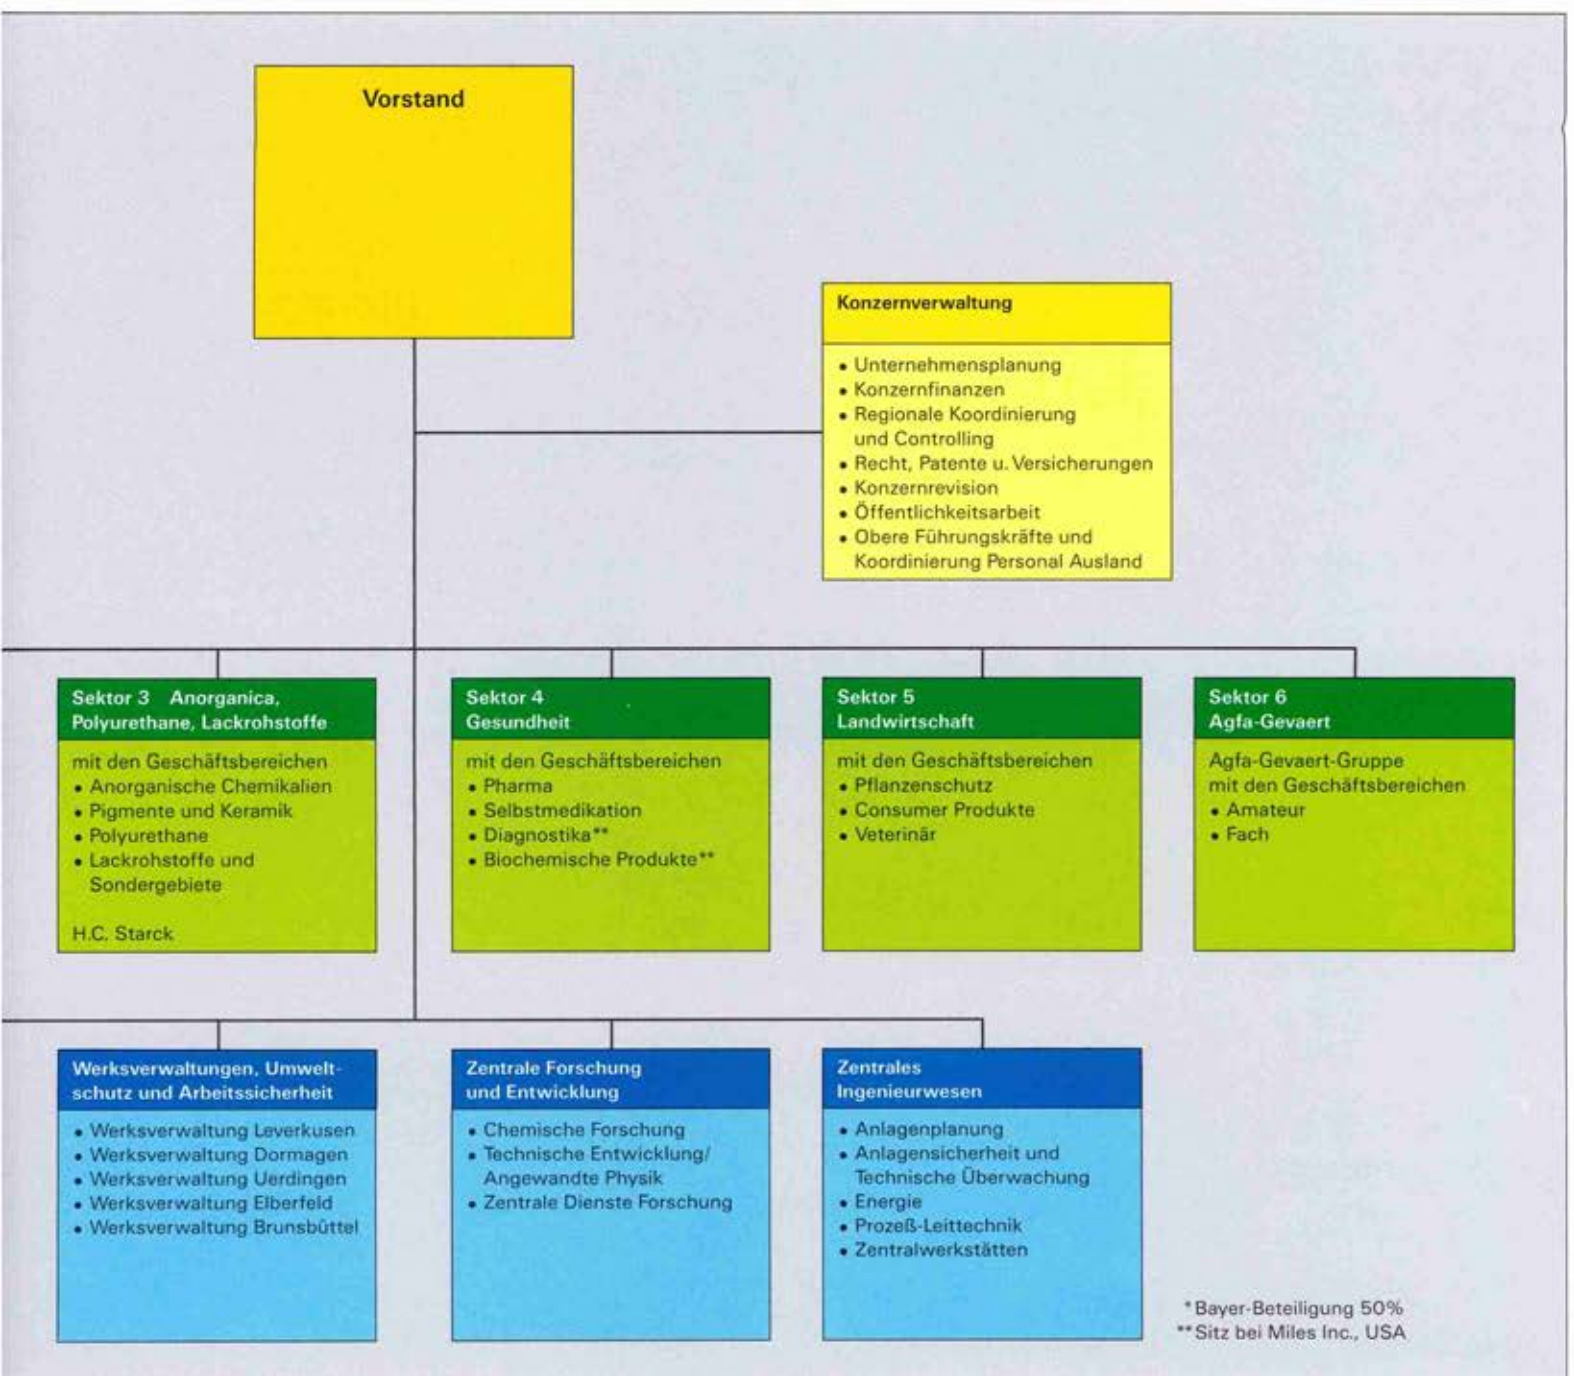 Vorstand
Konzernverwaltung
• Unternehmensplanung
• Konzernfinanzen
• Regionale Koordinierung
und Controlling
• Recht, Patente u. Versicherungen
• Konzernrevision
• Öffentlichkeitsarbeit
• Obere Führungskräfte und
Koordinierung Personal Ausland
Sektor 3 Anorganica,
Polyurethane, Lackrohstoffe
mit den Geschäftsbereichen
• Anorganische Chemikalien
• Pigmente und Keramik
• Polyurethane
• Lackrohstoffe und
Sondergebiete
H.C. Starck
Sektor 4
Gesundheit
mit den Geschäftsbereichen
• Pharma
• Selbstmedikation
• Diagnostika**
• Biochemische Produkte**
Sektor 5
Landwirtschaft
mit den Geschäftsbereichen
• Pflanzenschutz
• Consumer Produkte
• Veterinär
Sektor 6
Agfa-Gevaert
Agfa-Gevaert-Gruppe
mit den Geschäftsbereichen
• Amateur
• Fach
Werksverwaltungen, Umwelt-
schutz und Arbeitssicherheit
• Werksverwaltung Leverkusen
• Werksverwaltung Dormagen
• Werksverwaltung Uerdingen
• Werksverwaltung Elberfeld
• Werksverwaltung Brunsbüttel
Zentrale Forschung
und Entwicklung
• Chemische Forschung
• Technische Entwicklung/
Angewandte Physik
• Zentrale Dienste Forschung
Zentrales
Ingenieurwesen
• Anlagenplanung
• Anlagensicherheit und
Technische Überwachung
• Energie
• Prozeß-Leittechnik
• Zentralwerkstätten
*Bayer-Beteiligung 50%
**Sitz bei Miles Inc., USA